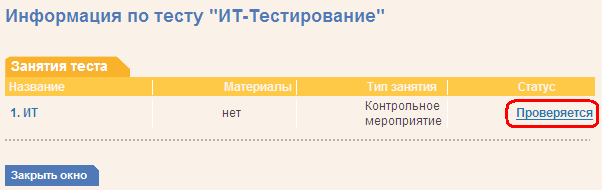 Информация по тесту "ИТ-Тестирование"
Занятия теста
Название Материалы Тип занятия Статус
1. ИТ нет Контрольное мероприятие Проверяется
Закрыть окно